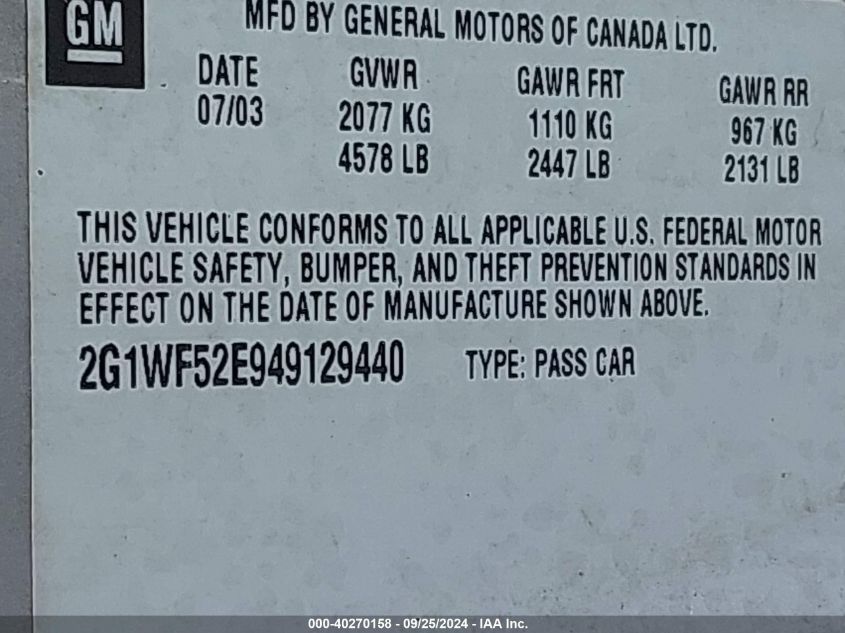 GM
MFD BY GENERAL MOTORS OF CANADA LTD.
DATE GVWR GAWR FRT GAWR RR
07/03 2077 KG 1110 KG 967 KG
4578 LB 2447 LB 2131 LB
THIS VEHICLE CONFORMS TO ALL APPLICABLE U.S. FEDERAL MOTOR
VEHICLE SAFETY, BUMPER, AND THEFT PREVENTION STANDARDS IN
EFFECT ON THE DATE OF MANUFACTURE SHOWN ABOVE.
2G1WF52E949129440 TYPE: PASS CAR
000-40270158 - 09/25/2024 - IAA Inc.